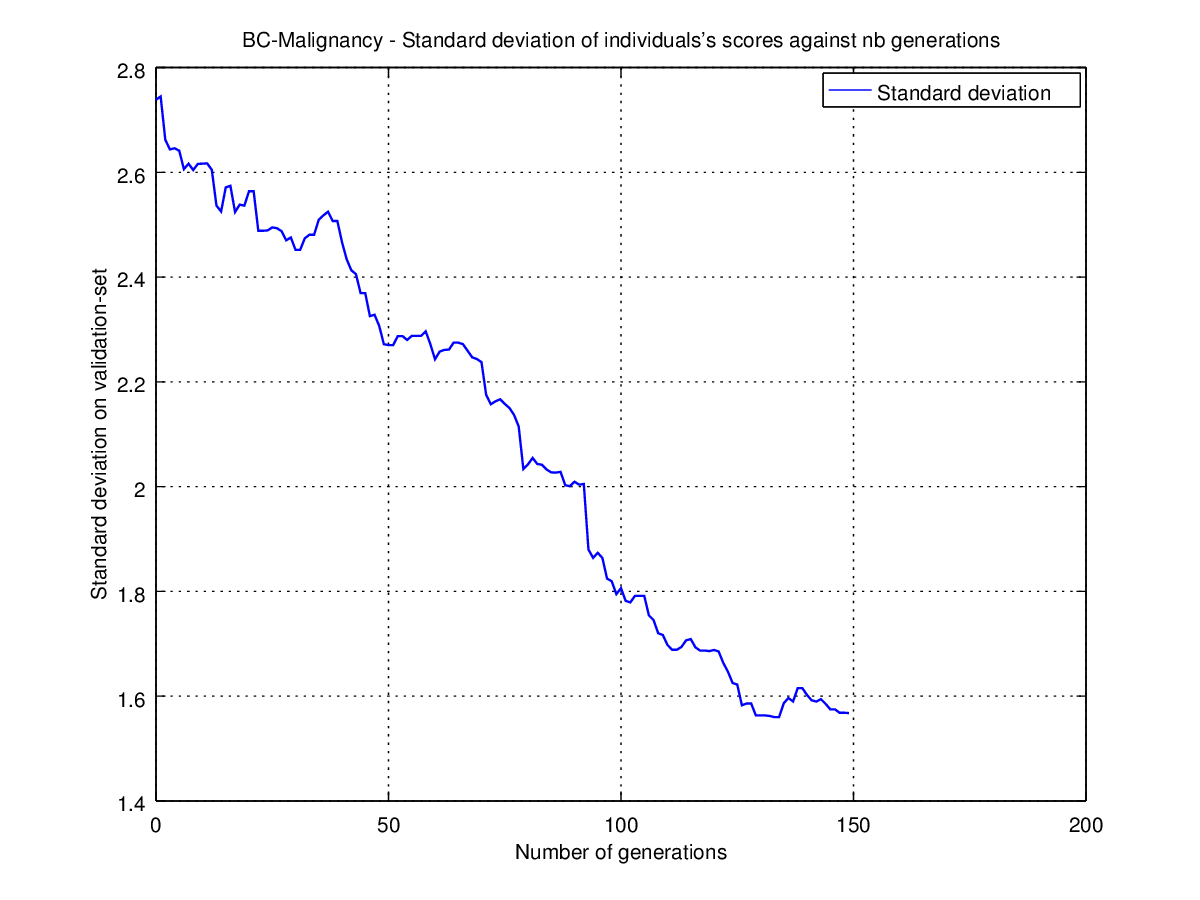 BC-Malignancy - Standard deviation of individuals's scores against nb generations
Standard deviation
2.8
2.6
2.4
2.2
2
1.8
1.6
1.4
Standard deviation on validation-set
0 50 100 150 200
Number of generations